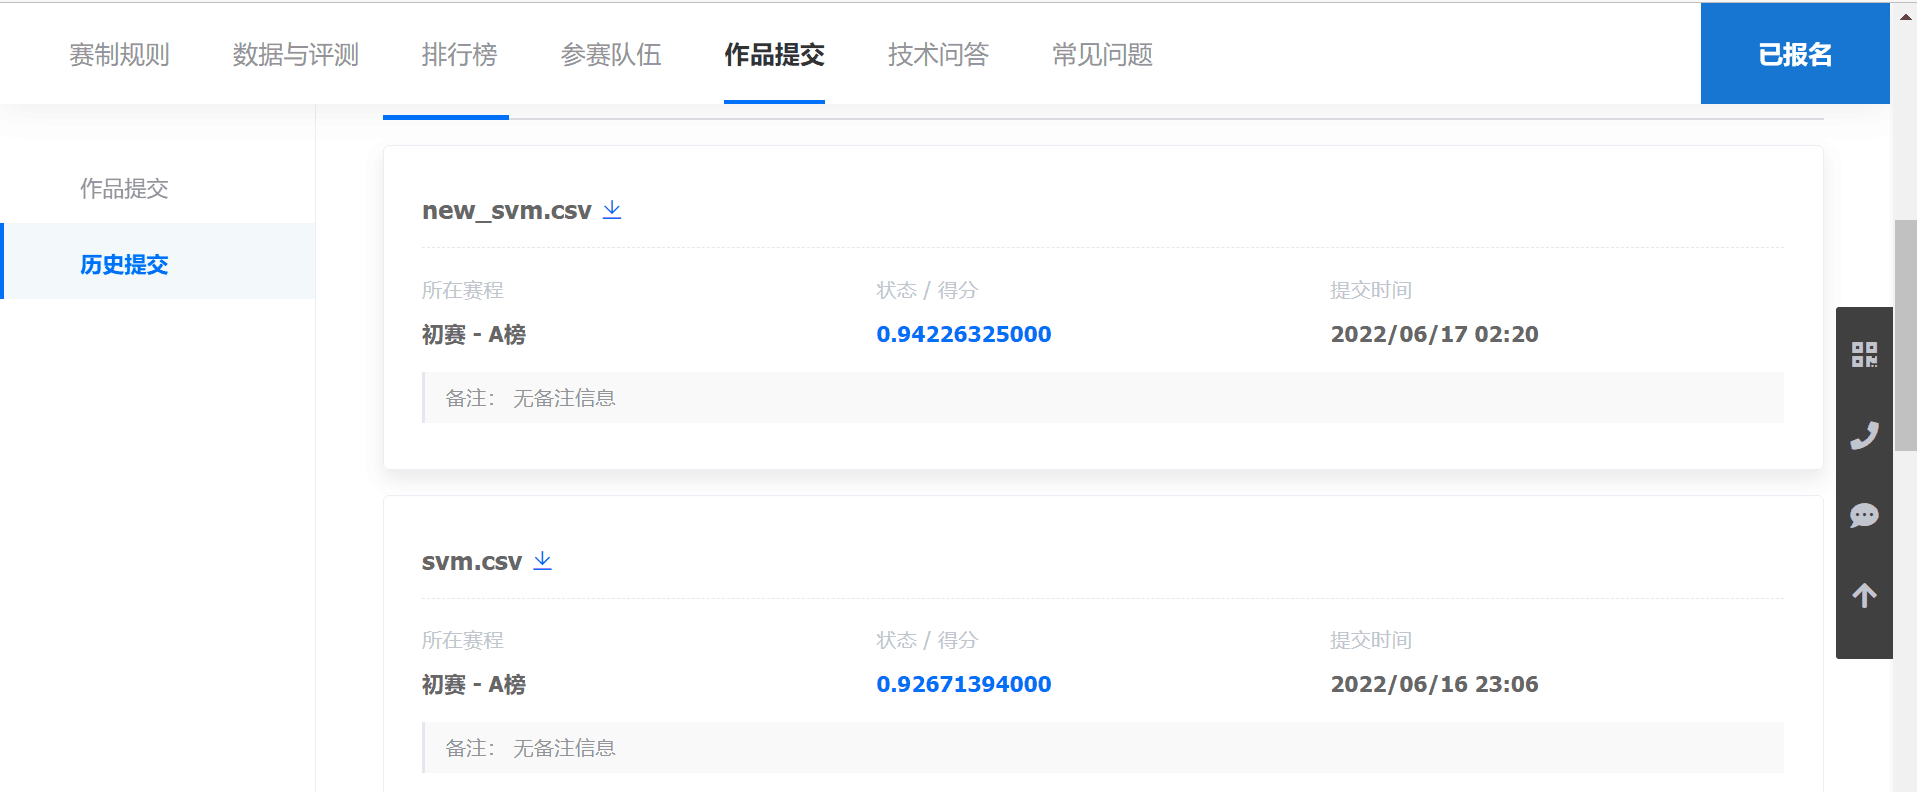 赛制规则 数据与评测 排行榜 参赛队伍 作品提交 技术问答 常见问题 已报名
作品提交
历史提交
new_svm.csv
所在赛程 状态 / 得分 提交时间
初赛 - A榜 0.94226325000 2022/06/17 02:20
备注： 无备注信息
svm.csv
所在赛程 状态 / 得分 提交时间
初赛 - A榜 0.92671394000 2022/06/16 23:06
备注： 无备注信息